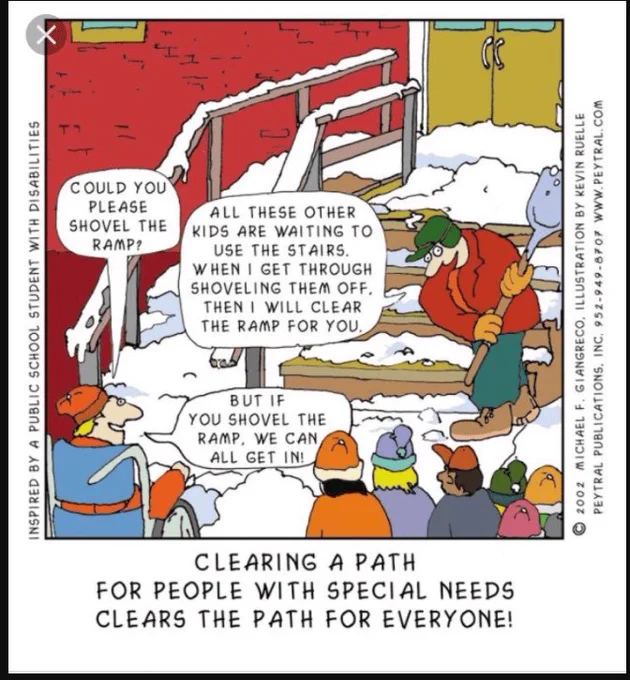 COULD YOU
PLEASE
SHOVEL THE
RAMP?
ALL THESE OTHER
KIDS ARE WAITING TO
USE THE STAIRS.
WHEN I GET THROUGH
SHOVELING THEM OFF,
THEN I WILL CLEAR
THE RAMP FOR YOU.
BUT IF
YOU SHOVEL THE
RAMP, WE CAN
ALL GET IN!
CLEARING A PATH
FOR PEOPLE WITH SPECIAL NEEDS
CLEARS THE PATH FOR EVERYONE!
INSPIRED BY A PUBLIC SCHOOL STUDENT WITH DISABILITIES
© 2002 MICHAEL F. GIANGRECO, ILLUSTRATION BY KEVIN RUELLE
PEYTRAL PUBLICATIONS, INC. 952-949-8707 WWW.PEYTRAL.COM